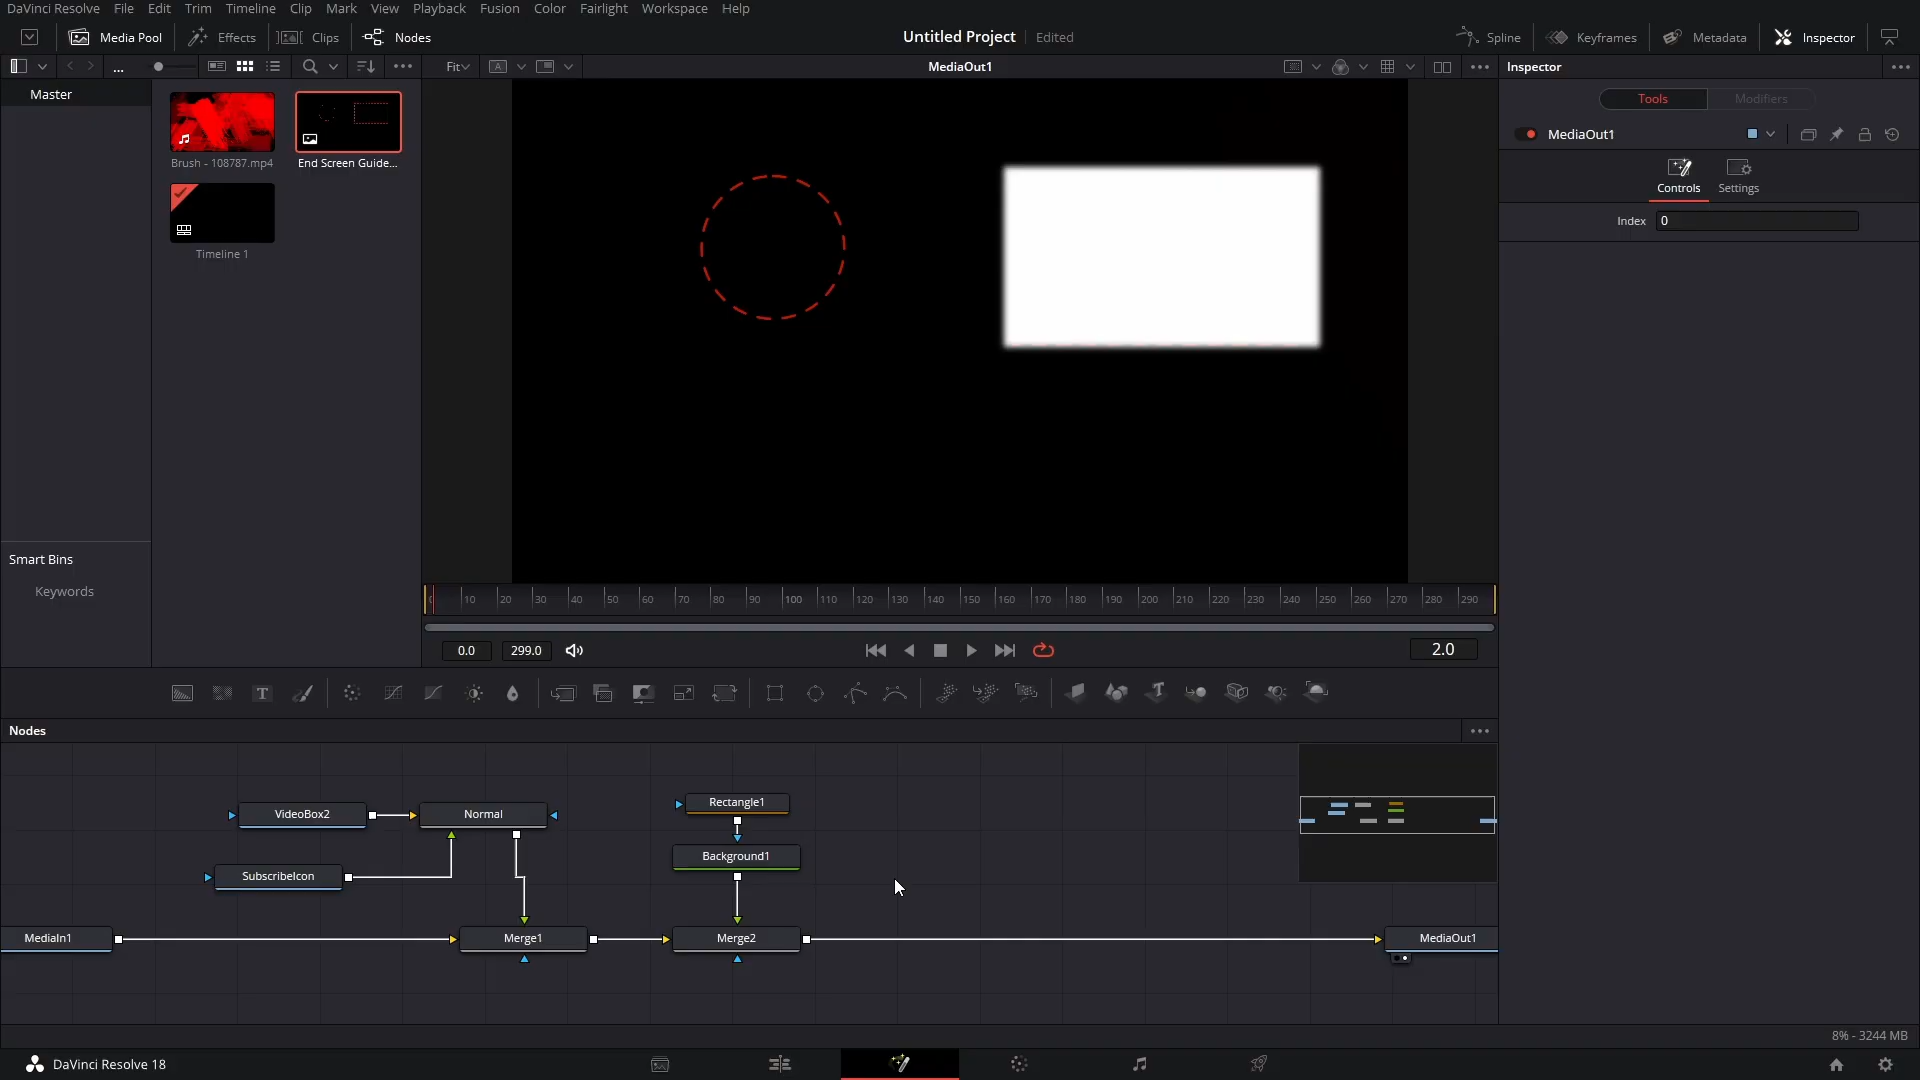 DaVinci Resolve File Edit Trim Timeline Clip Mark View Playback Fusion Color Fairlight Workspace Help
Media Pool Effects Clips Nodes Untitled Project Edited Spline Keyframes Metadata Inspector
... Fit MediaOut1 Inspector
Master
Tools Modifiers
MediaOut1
Brush - 108787.mp4 End Screen Guide...
Controls Settings
Index 0
Timeline 1
Smart Bins
Keywords
10 20 30 40 50 60 70 80 90 100 110 120 130 140 150 160 170 180 190 200 210 220 230 240 250 260 270 280 290
0.0 299.0 2.0
Nodes
Rectangle1
VideoBox2 Normal
Background1
SubscribeIcon
MediaIn1 Merge1 Merge2 MediaOut1
8% - 3244 MB
DaVinci Resolve 18